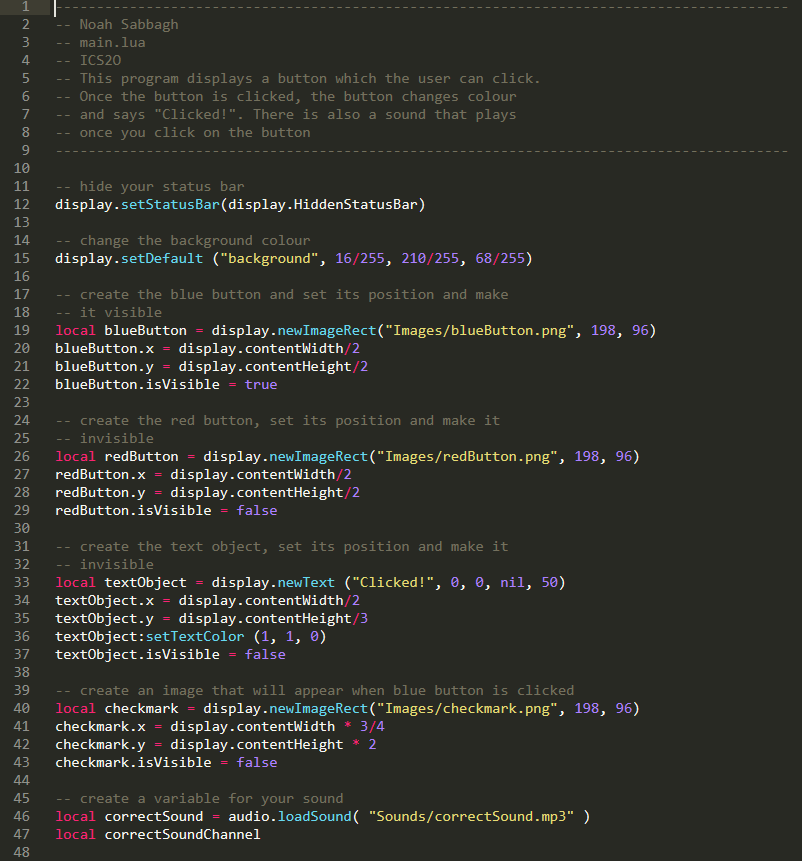 1 -----------------------------------------------------------------------------------------
2 -- Noah Sabbagh
3 -- main.lua
4 -- ICS2O
5 -- This program displays a button which the user can click.
6 -- Once the button is clicked, the button changes colour
7 -- and says "Clicked!". There is also a sound that plays
8 -- once you click on the button
9 -----------------------------------------------------------------------------------------
10
11 -- hide your status bar
12 display.setStatusBar(display.HiddenStatusBar)
13
14 -- change the background colour
15 display.setDefault ("background", 16/255, 210/255, 68/255)
16
17 -- create the blue button and set its position and make
18 -- it visible
19 local blueButton = display.newImageRect("Images/blueButton.png", 198, 96)
20 blueButton.x = display.contentWidth/2
21 blueButton.y = display.contentHeight/2
22 blueButton.isVisible = true
23
24 -- create the red button, set its position and make it
25 -- invisible
26 local redButton = display.newImageRect("Images/redButton.png", 198, 96)
27 redButton.x = display.contentWidth/2
28 redButton.y = display.contentHeight/2
29 redButton.isVisible = false
30
31 -- create the text object, set its position and make it
32 -- invisible
33 local textObject = display.newText ("Clicked!", 0, 0, nil, 50)
34 textObject.x = display.contentWidth/2
35 textObject.y = display.contentHeight/3
36 textObject:setTextColor (1, 1, 0)
37 textObject.isVisible = false
38
39 -- create an image that will appear when blue button is clicked
40 local checkmark = display.newImageRect("Images/checkmark.png", 198, 96)
41 checkmark.x = display.contentWidth * 3/4
42 checkmark.y = display.contentHeight * 2
43 checkmark.isVisible = false
44
45 -- create a variable for your sound
46 local correctSound = audio.loadSound( "Sounds/correctSound.mp3" )
47 local correctSoundChannel
48